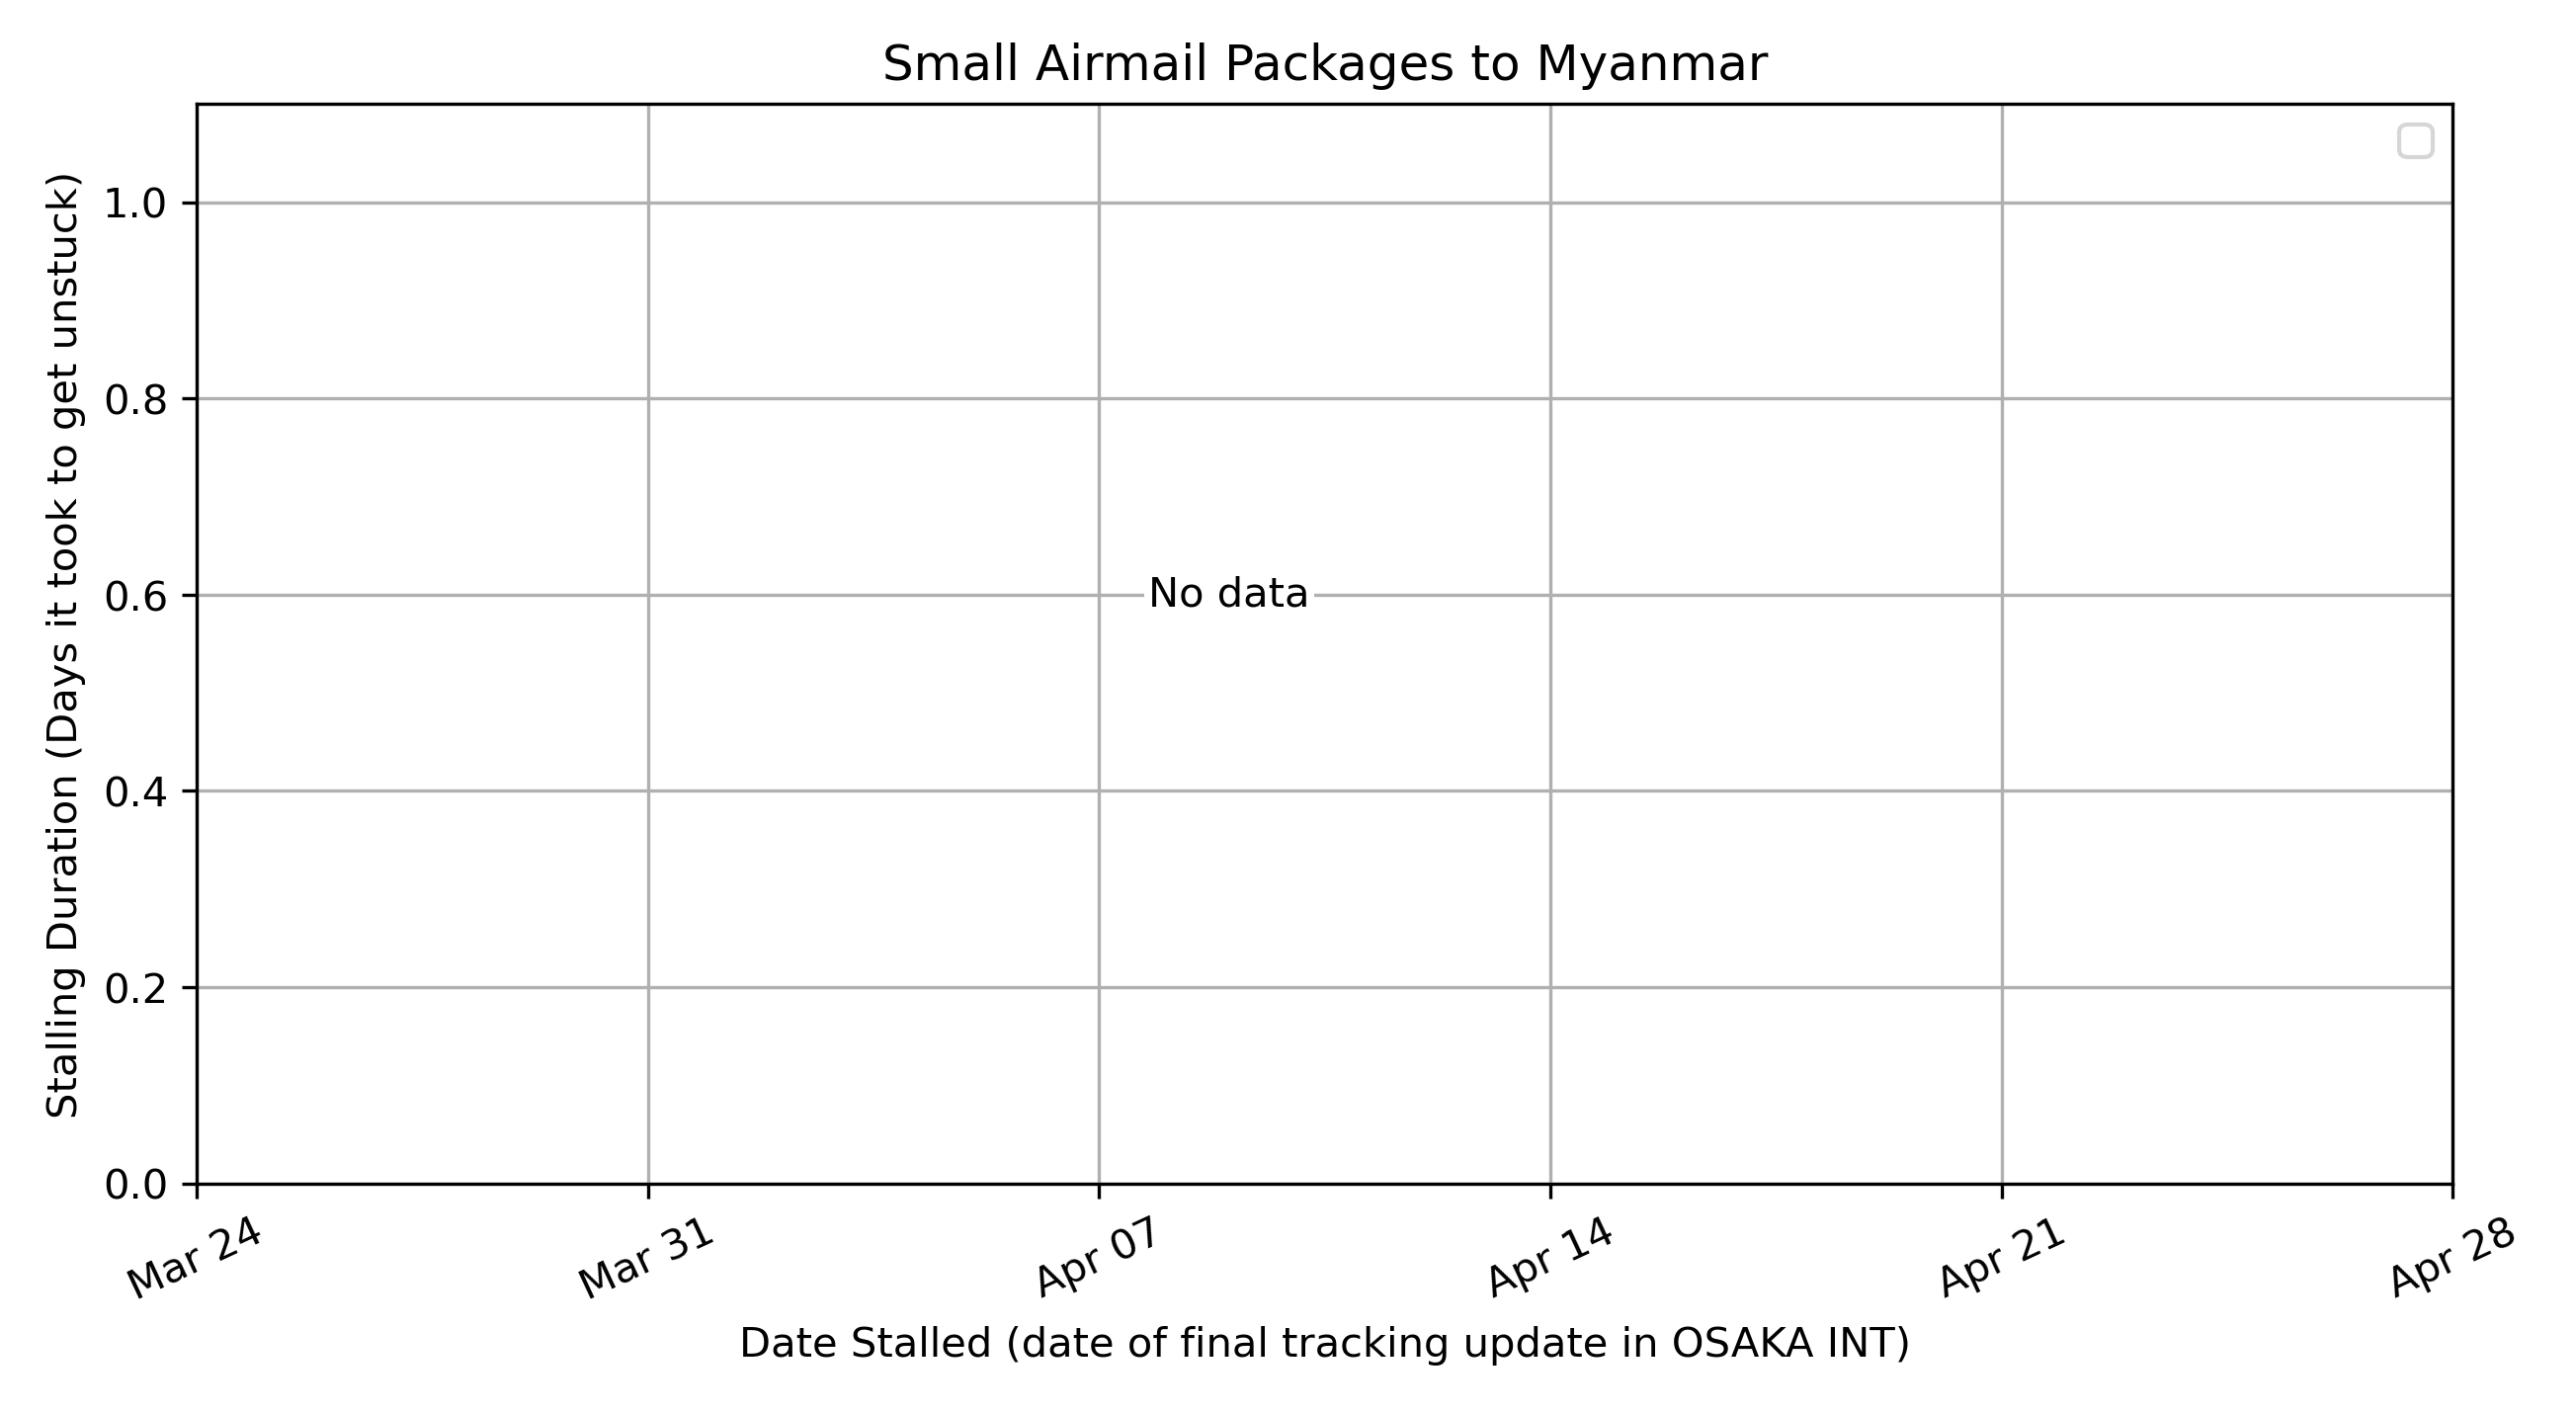 Small Airmail Packages to Myanmar
Stalling Duration (Days it took to get unstuck)
1.0
0.8
0.6
0.4
0.2
0.0
No data
Mar 24
Mar 31
Apr 07
Apr 14
Apr 21
Apr 28
Date Stalled (date of final tracking update in OSAKA INT)